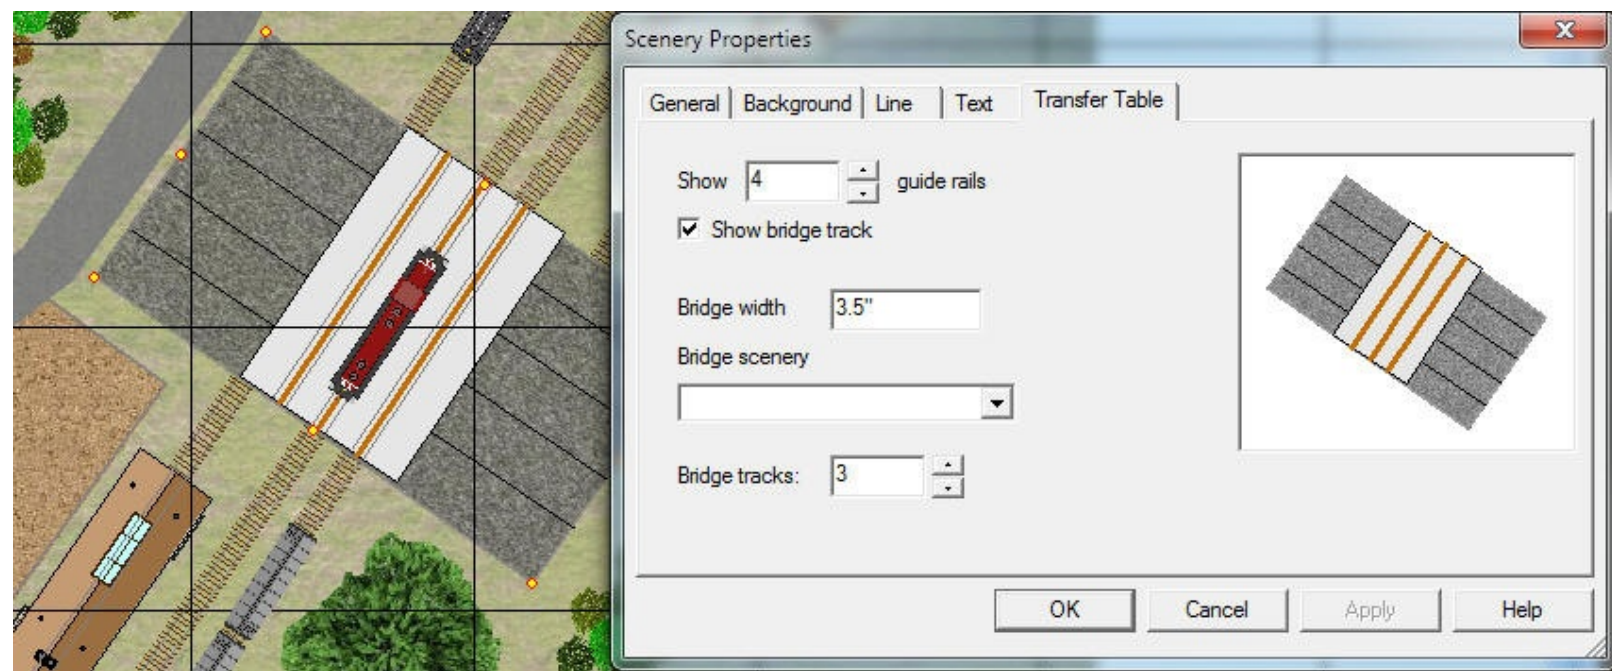 Scenery Properties
General Background Line Text Transfer Table
Show 4 guide rails
Show bridge track
Bridge width 3.5"
Bridge scenery
Bridge tracks: 3
OK Cancel Apply Help